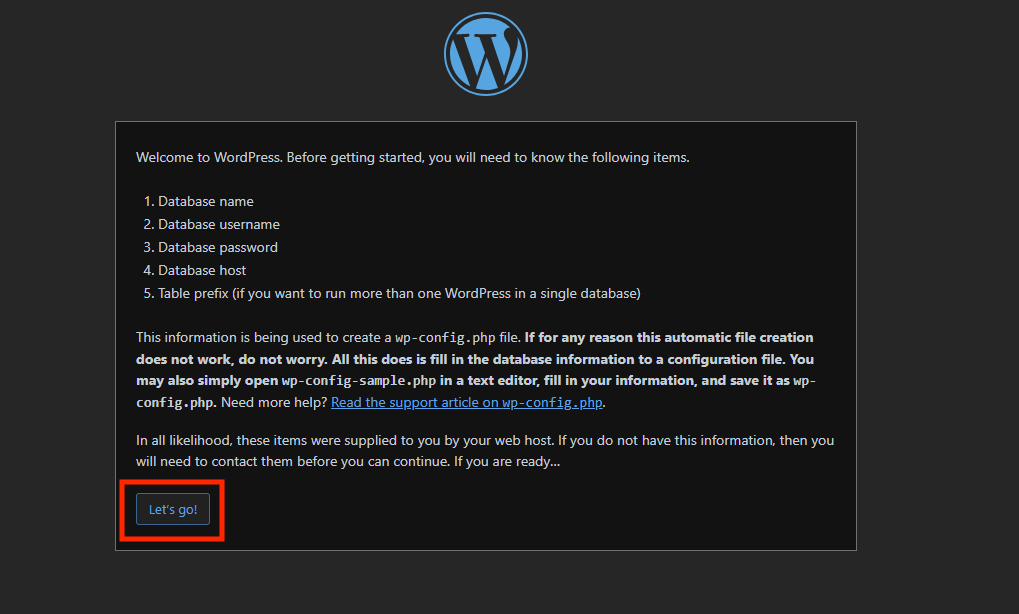 Welcome to WordPress. Before getting started, you will need to know the following items.
1. Database name
2. Database username
3. Database password
4. Database host
5. Table prefix (if you want to run more than one WordPress in a single database)
This information is being used to create a wp-config.php file. If for any reason this automatic file creation
does not work, do not worry. All this does is fill in the database information to a configuration file. You
may also simply open wp-config-sample.php in a text editor, fill in your information, and save it as wp-
config.php. Need more help? Read the support article on wp-config.php.
In all likelihood, these items were supplied to you by your web host. If you do not have this information, then you
will need to contact them before you can continue. If you are ready…
Let's go!